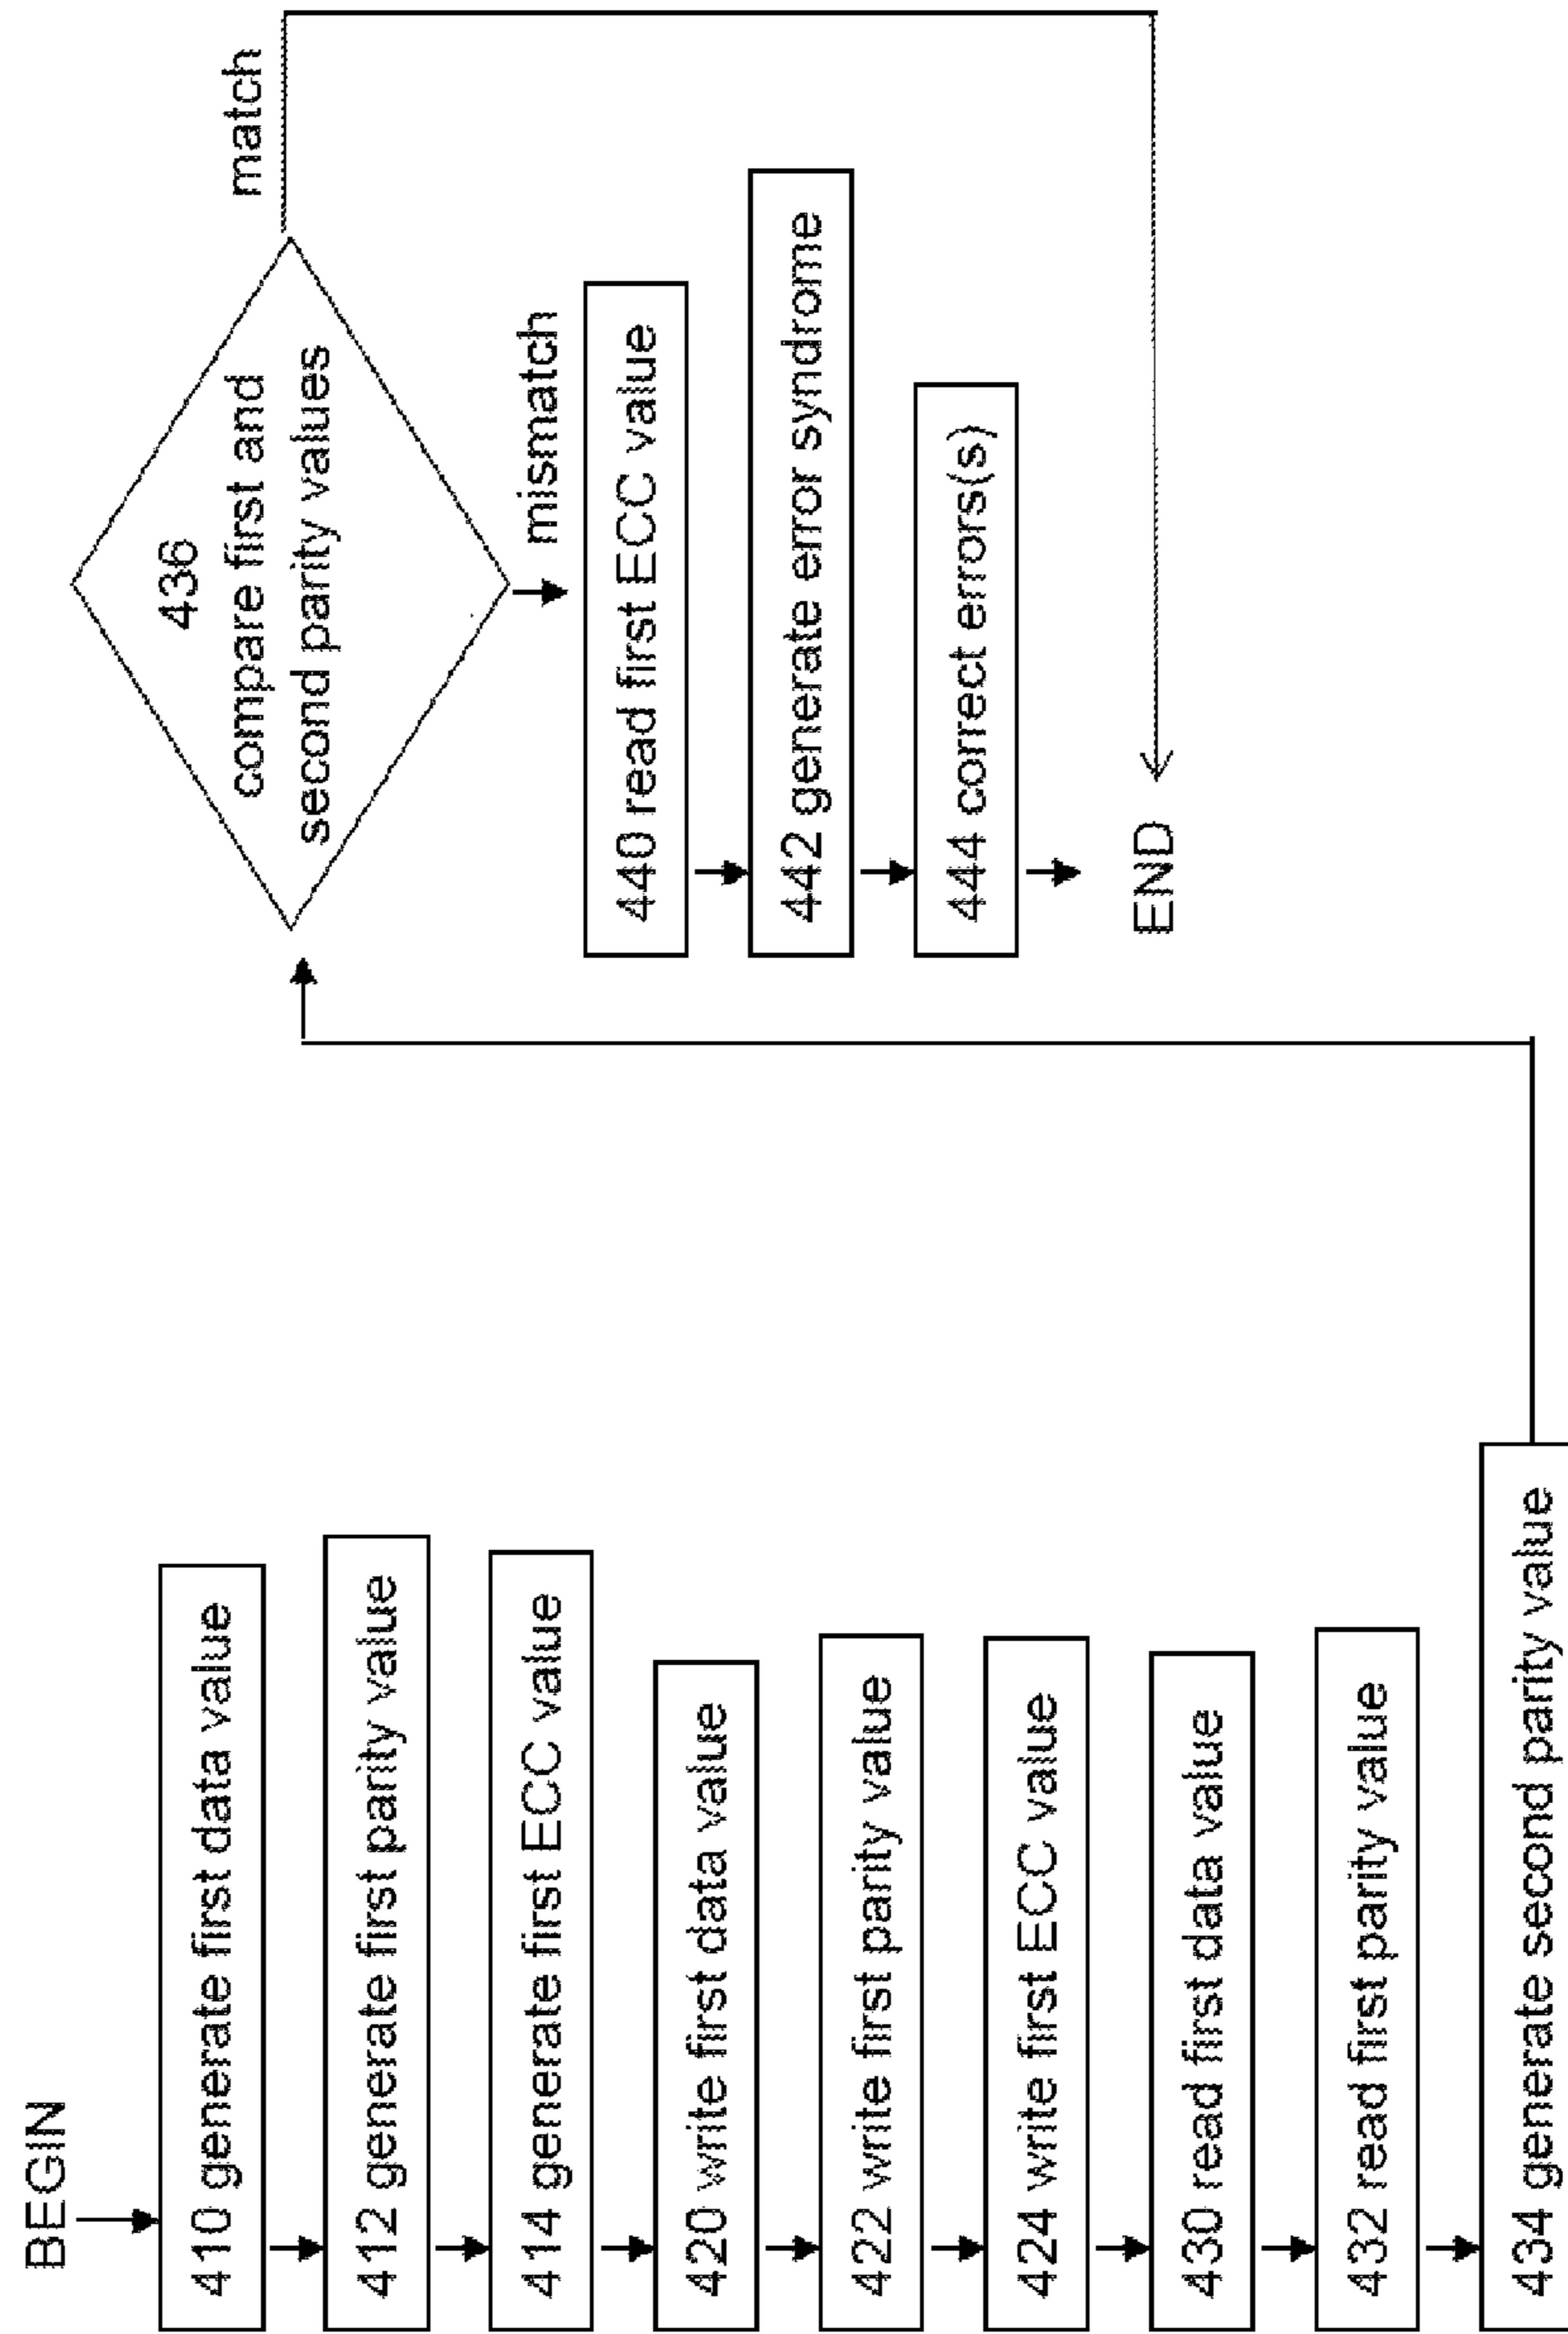 BEGIN
410 generate first data value
412 generate first parity value
414 generate first ECC value
420 write first data value
422 write first parity value
424 write first ECC value
430 read first data value
432 read first parity value
434 generate second parity value
436
compare first and
second parity values
match
mismatch
440 read first ECC value
442 generate error syndrome
444 correct errors(s)
END